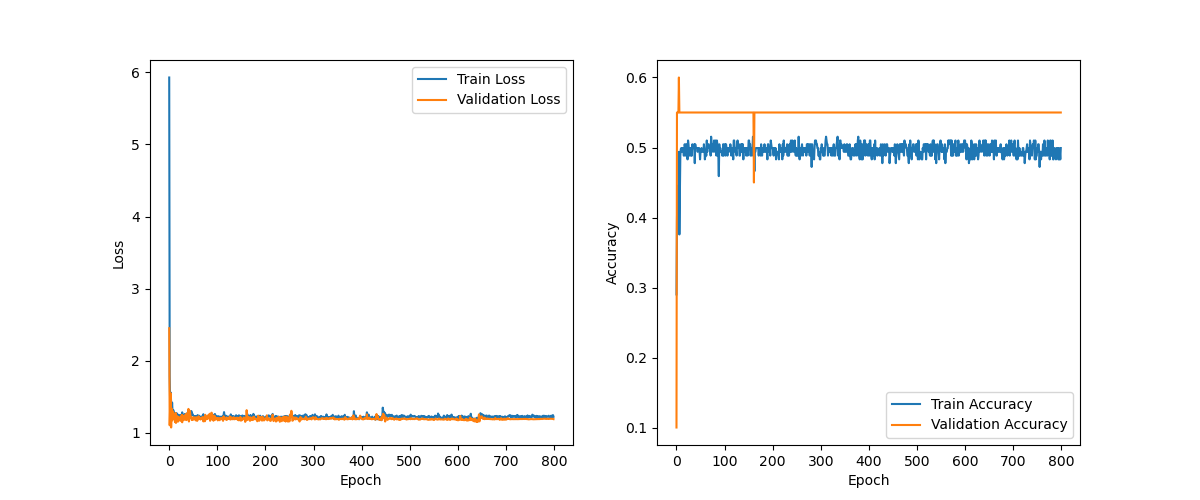 6
5
4
3
2
1
Loss
0 100 200 300 400 500 600 700 800
Epoch
Train Loss
Validation Loss
0.6
0.5
0.4
0.3
0.2
0.1
Accuracy
0 100 200 300 400 500 600 700 800
Epoch
Train Accuracy
Validation Accuracy